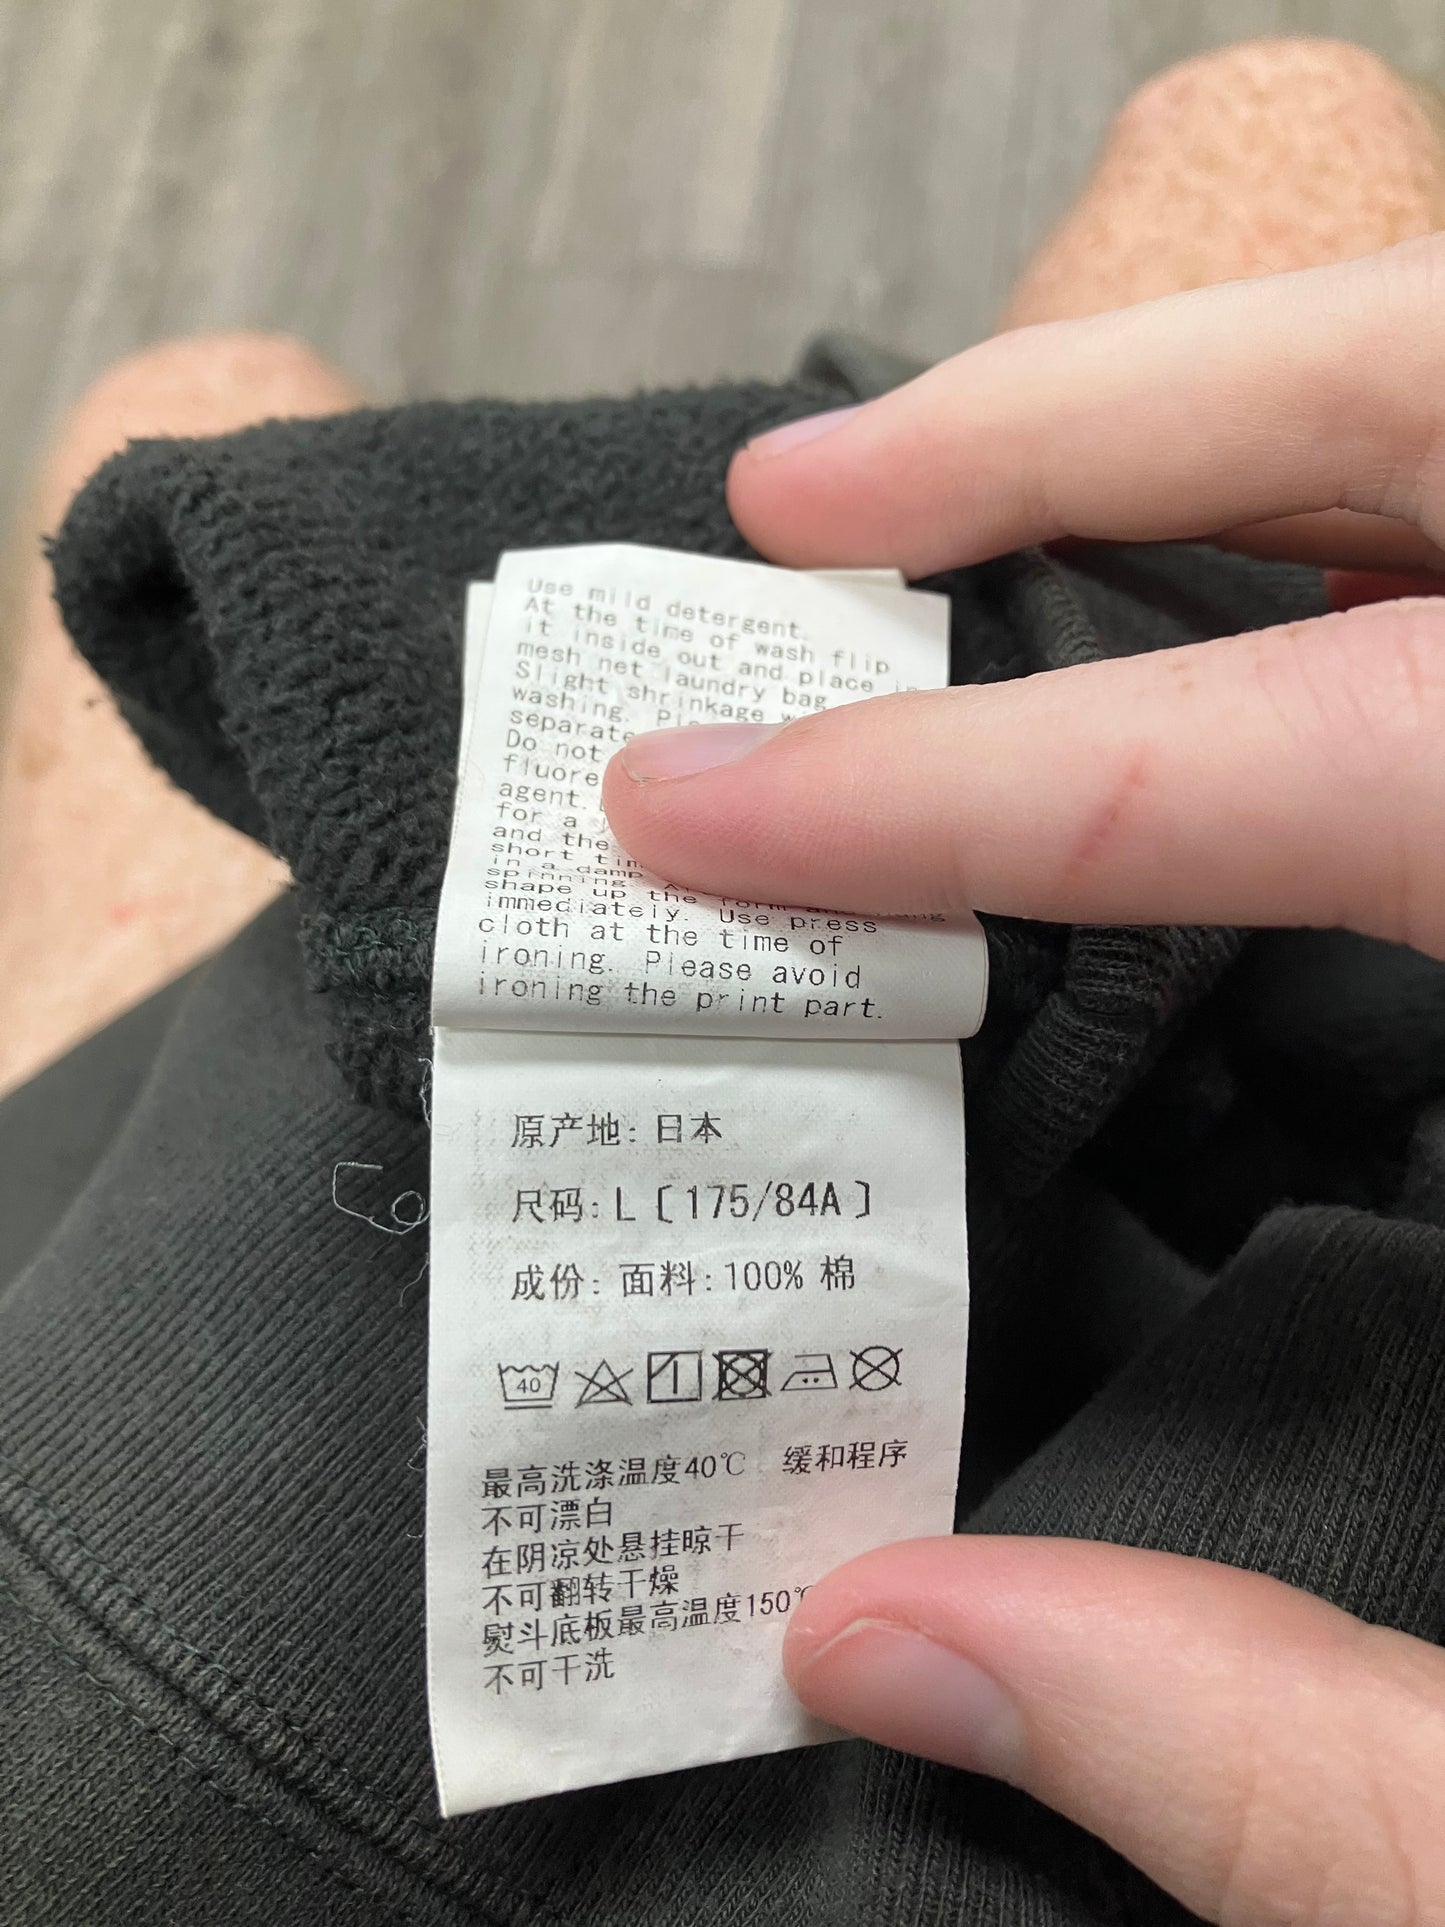 Use mild detergent.
At the time of wash flip
it inside out and place in
mesh net laundry bag.
Slight shrinkage
washing.
separate
Do not
agent.
for a
and the
short
in a damp
spinning.
shape up the form and hang
immediately. Use press
cloth at the time of
ironing. Please avoid
ironing the print part.
原产地: 日本
尺码: L〔175/84A〕
成份: 面料: 100% 棉
40
最高洗涤温度40℃ 缓和程序
不可漂白
在阴凉处悬挂晾干
不可翻转干燥
熨斗底板最高温度150℃
不可干洗